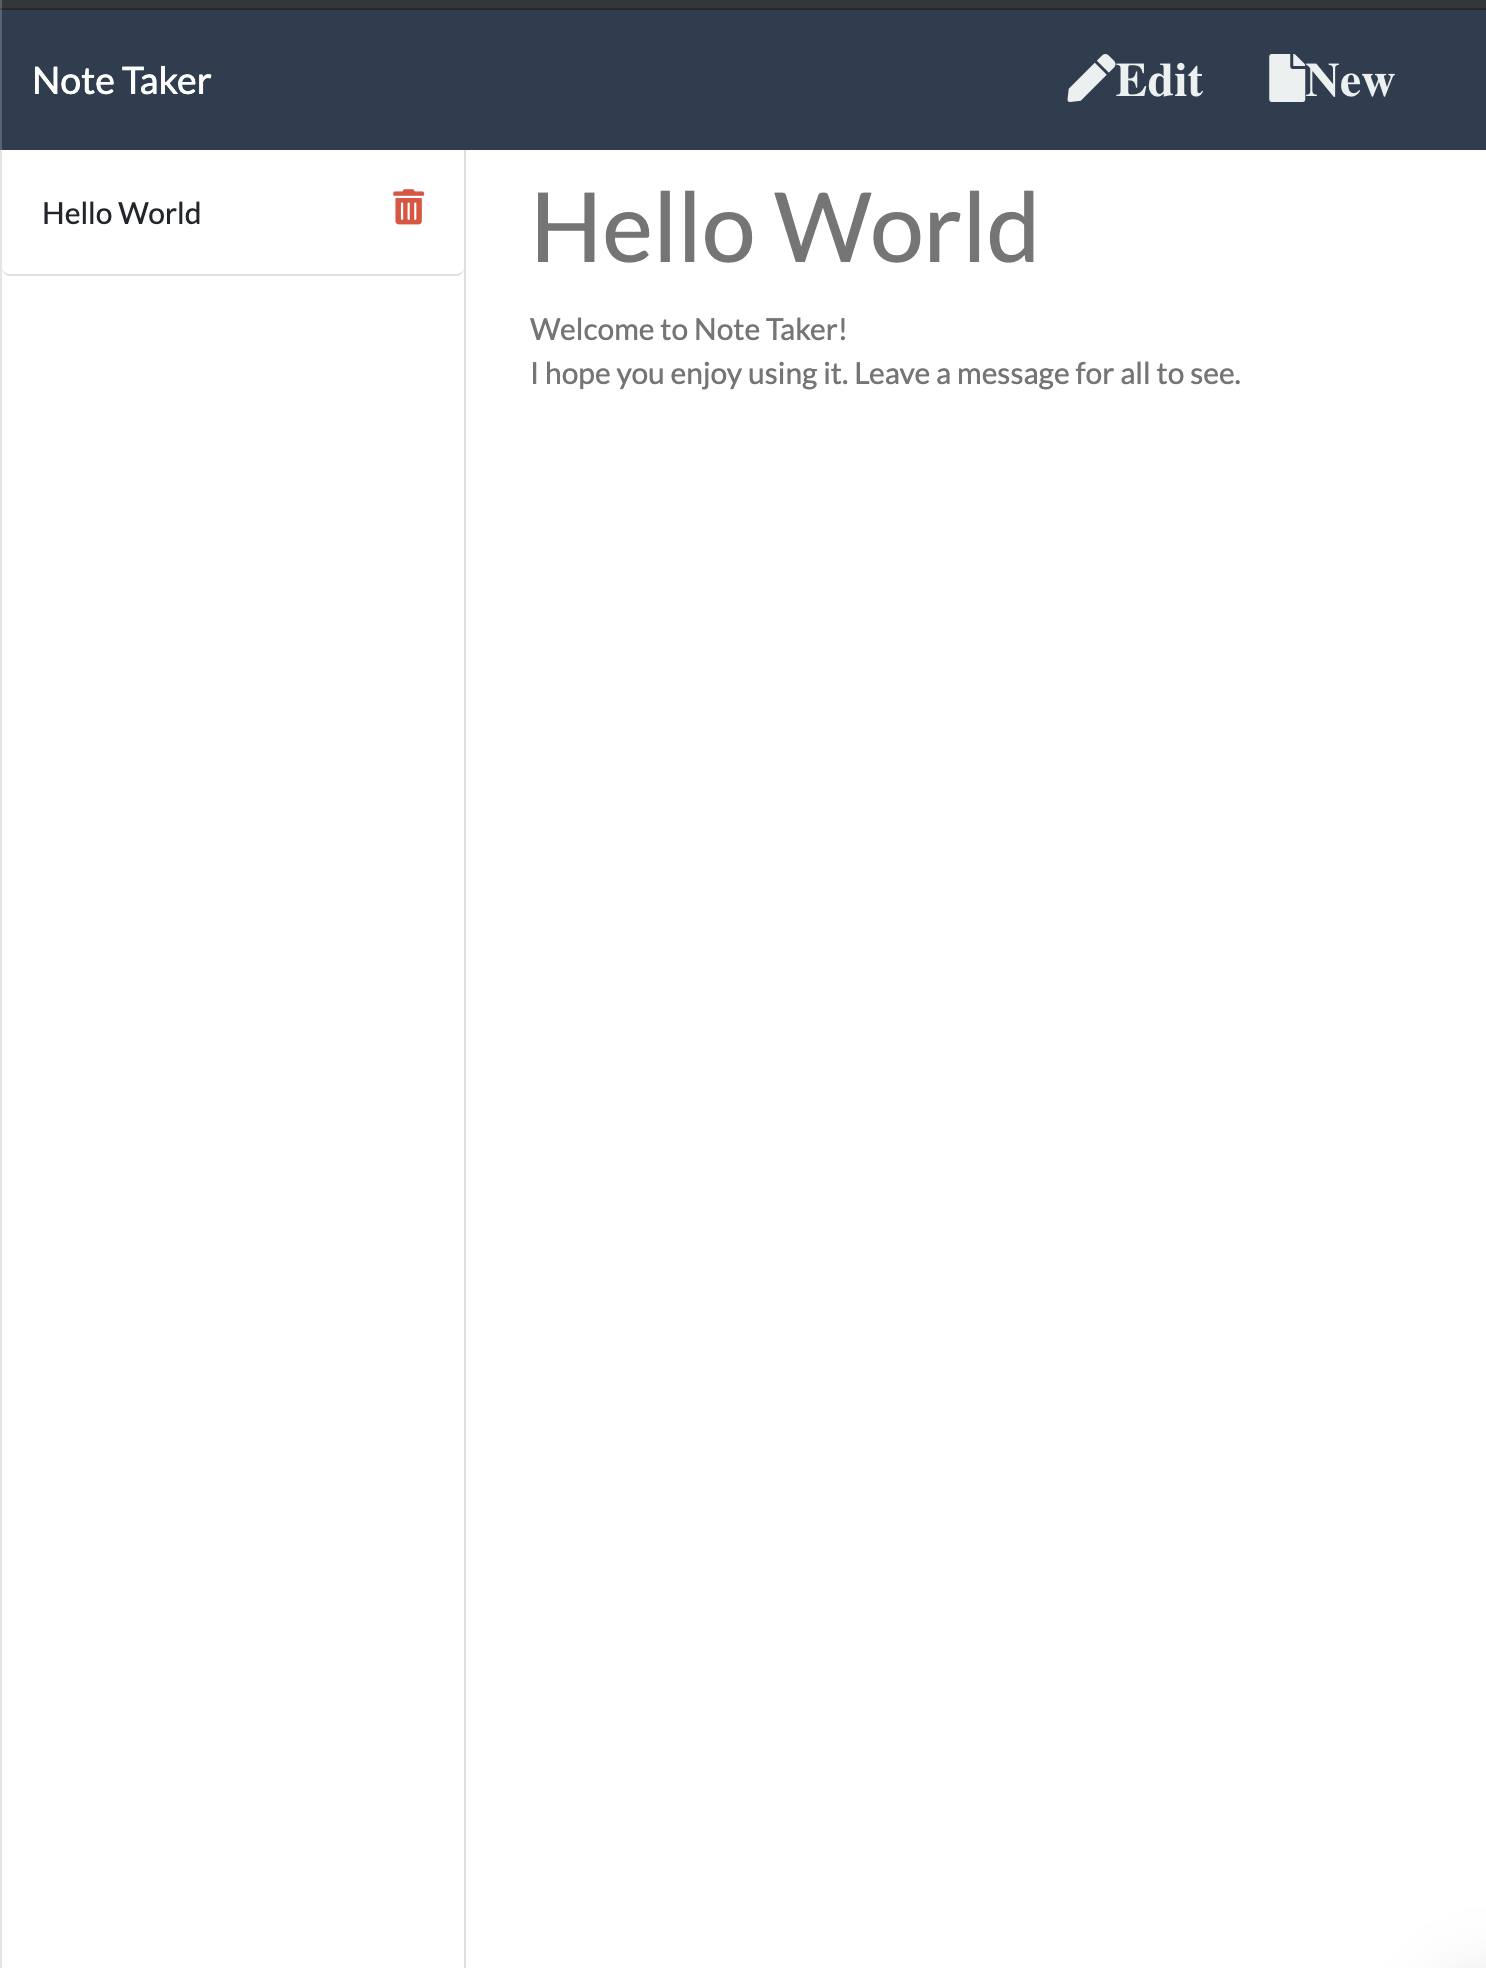 Note Taker
Edit
New
Hello World
Hello World
Welcome to Note Taker!
I hope you enjoy using it. Leave a message for all to see.